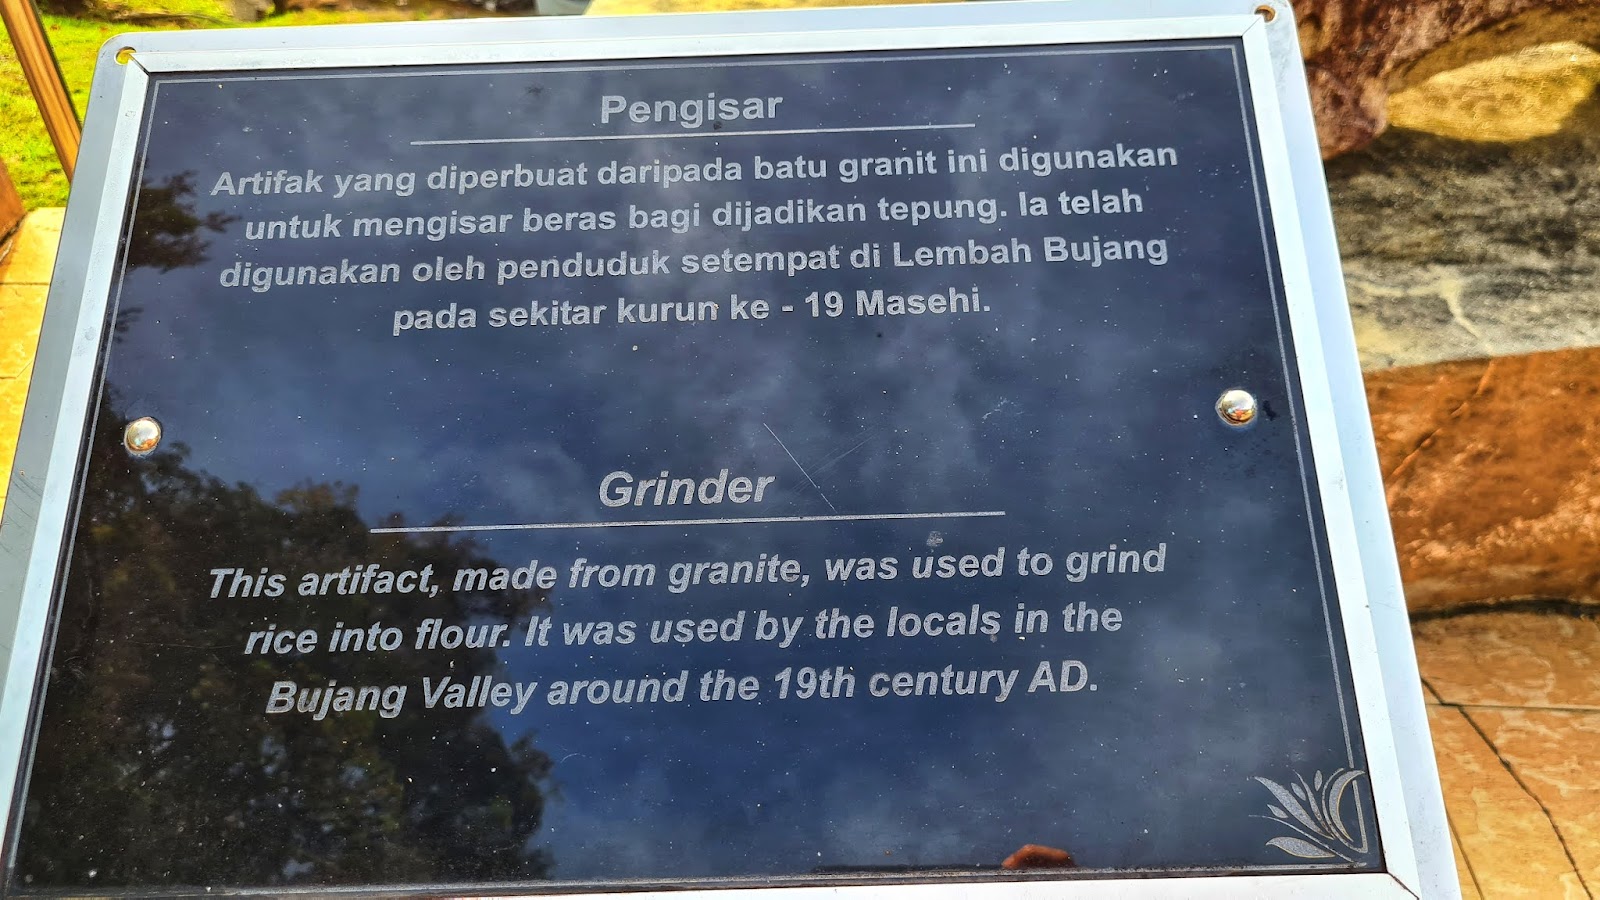 Pengisar
Artifak yang diperbuat daripada batu granit ini digunakan
untuk mengisar beras bagi dijadikan tepung. Ia telah
digunakan oleh penduduk setempat di Lembah Bujang
pada sekitar kurun ke - 19 Masehi.
Grinder
This artifact, made from granite, was used to grind
rice into flour. It was used by the locals in the
Bujang Valley around the 19th century AD.